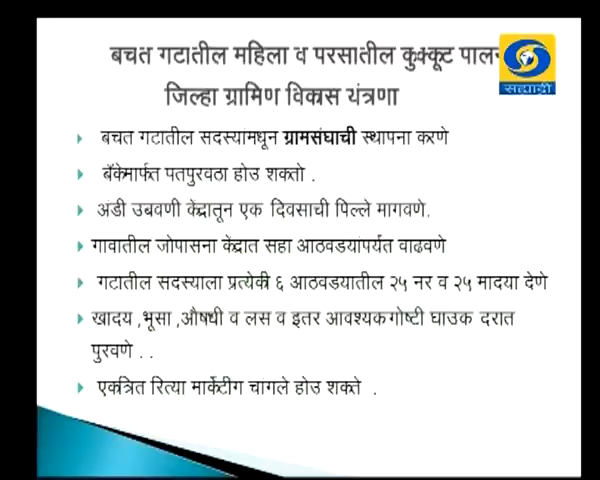 बचत गटातील महिला व परसातील कुक्कूट पालन
जिल्हा ग्रामिण विकास यंत्रणा
सह्याद्री
बचत गटातील सदस्यांमधून ग्रामसंघाची स्थापना करणे
बँकेमार्फत पतपुरवठा होउ शकतो .
अंडी उबवणी केंद्रातून एक दिवसाची पिल्ले मागवणे.
गावातील जोपासना केंद्रात सहा आठवडयांपर्यंत वाढवणे
गटातील सदस्याला प्रत्येकी ६ आठवडयातील २५ नर व २५ मादया देणे
खादय ,भूसा ,औषधी व लस व इतर आवश्यक गोष्टी घाउक दरात
पुरवणे . .
एकत्रित रित्या मार्केटींग चागले होउ शकते .